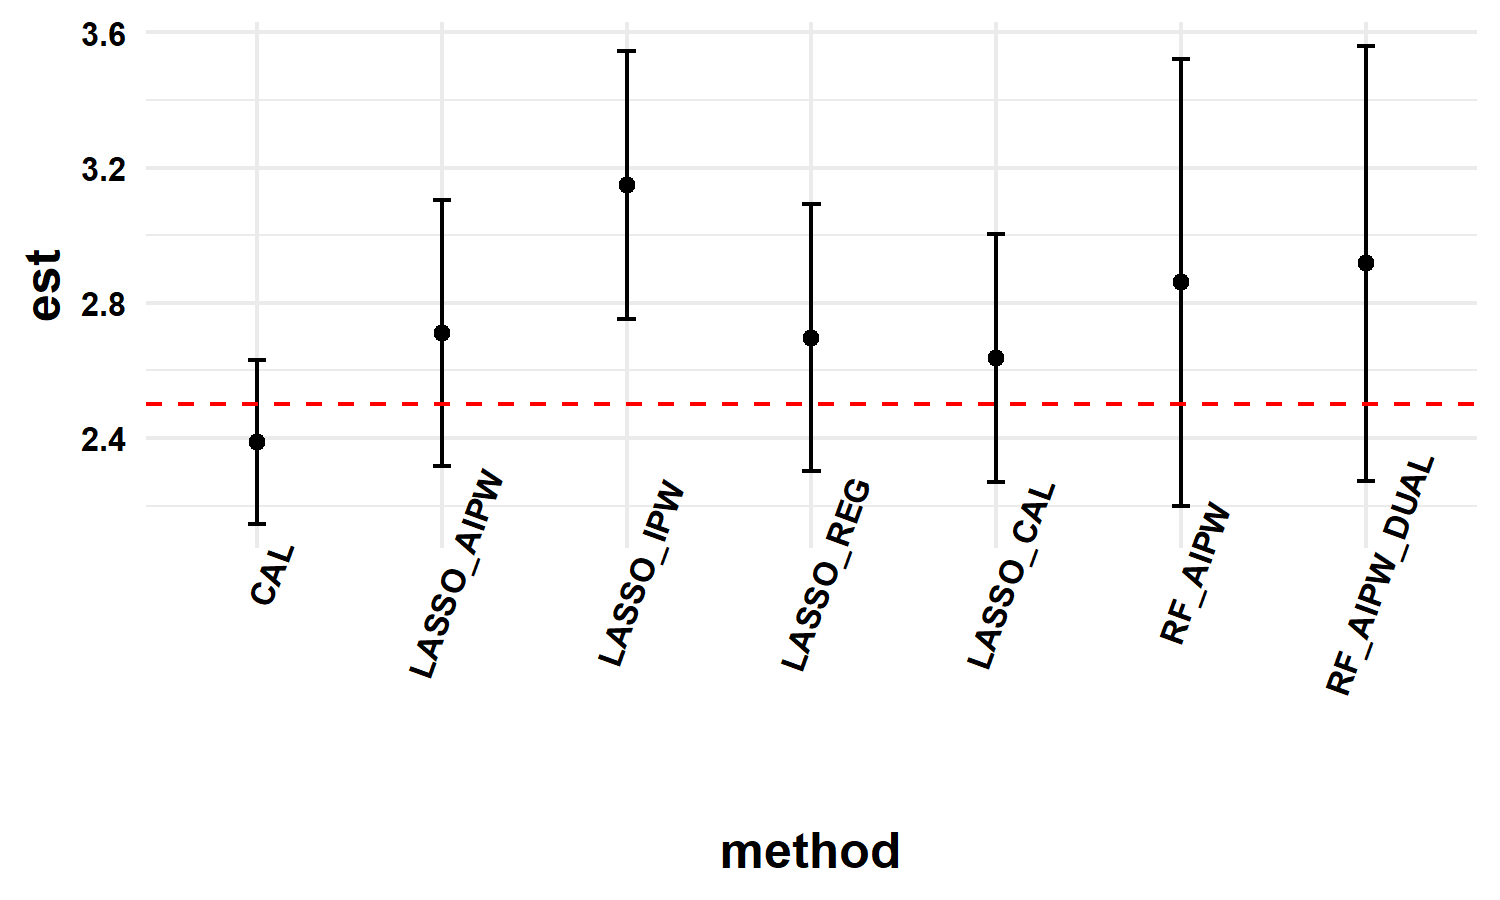 3.6
3.2
2.8
2.4
est
CAL
LASSO_AIPW
LASSO_IPW
LASSO_REG
LASSO_CAL
RF_AIPW
RF_AIPW_DUAL
method